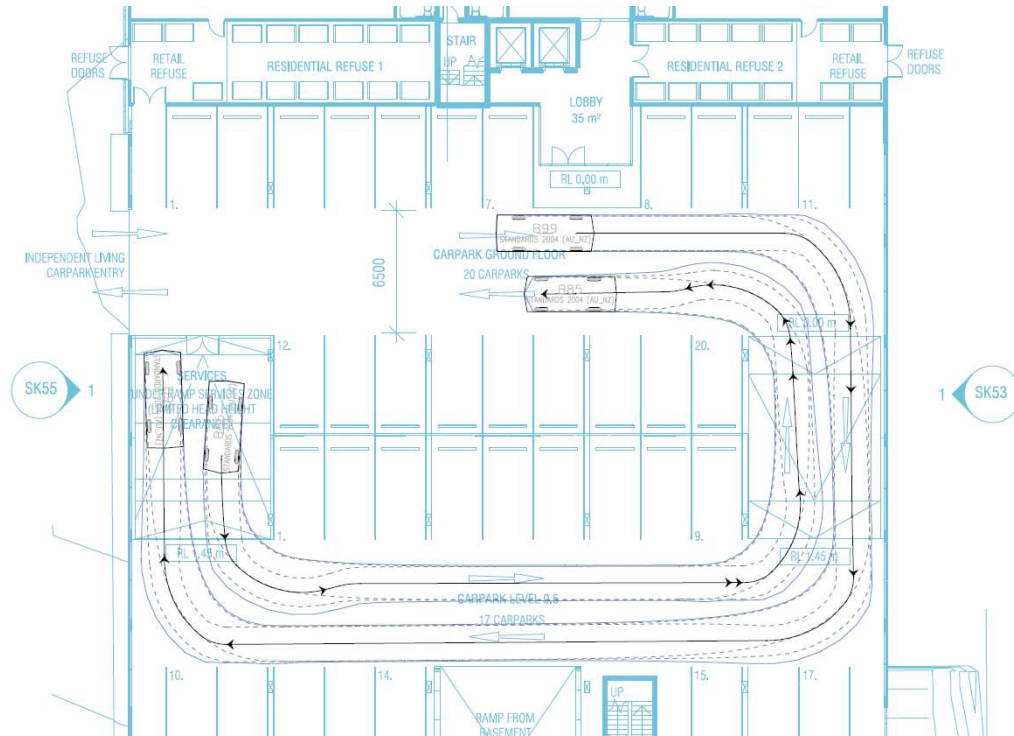 STAIR
UP
REFUSE
DOORS
RETAIL
REFUSE
RESIDENTIAL REFUSE 1
RESIDENTIAL REFUSE 2
RETAIL
REFUSE
REFUSE
DOORS
LOBBY
35 m²
RL 0.00 m
1.
7.
8.
11.
B99
STANDARDS 2004 (AU_NZ)
INDEPENDENT LIVING
CARPARK ENTRY
6500
CARPARK GROUND FLOOR
20 CARPARKS
B85
STANDARDS 2004 (AU_NZ)
RL 0.00 m
12.
20.
SERVICES
UNDER RAMP SERVICES ZONE
(LIMITED HEAD HEIGHT
CLEARANCE)
SK55
1
1
SK53
1.
9.
RL 1.45 m
RL 1.45 m
CARPARK LEVEL 0.5
17 CARPARKS
10.
14.
15.
17.
UP
RAMP FROM
BASEMENT